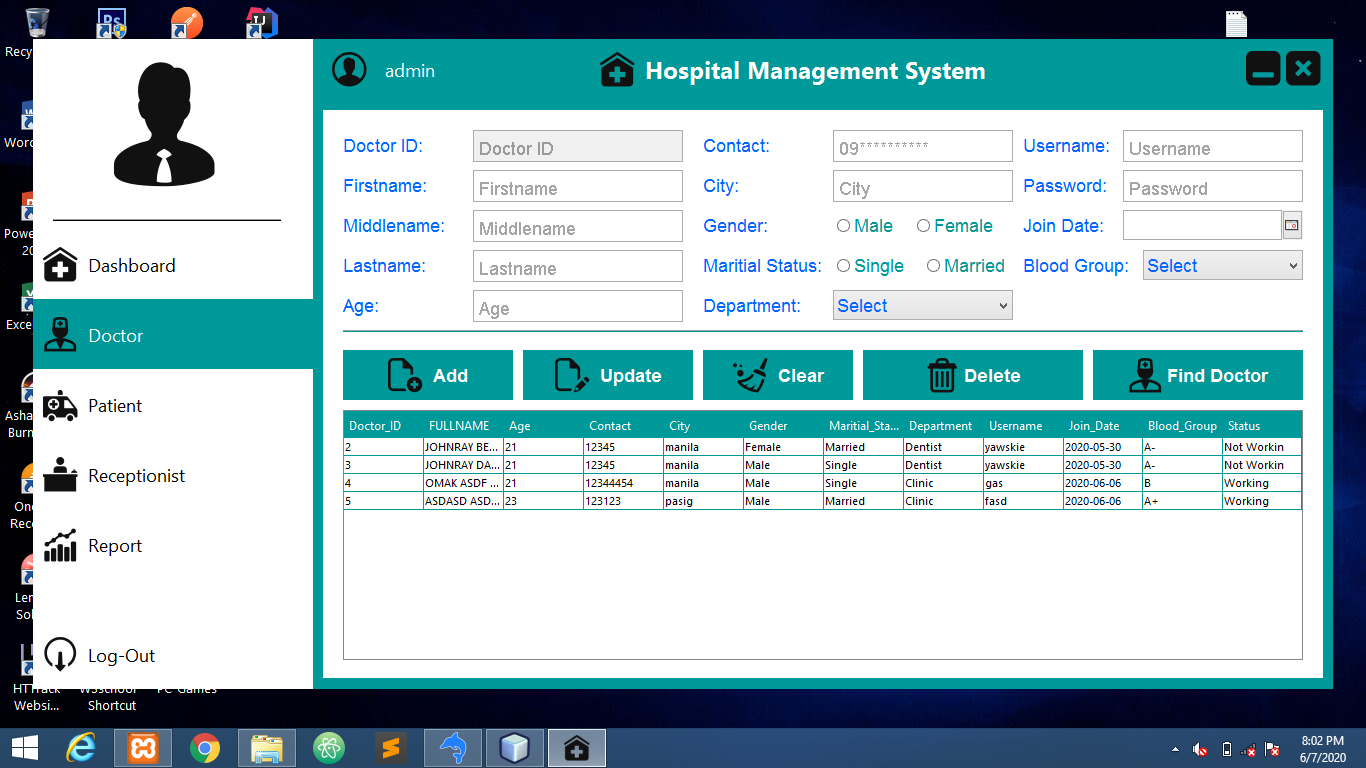 Recy
Word
Powe
20
Exce
Asha
Burn
On
Rece
Len
Sol
HTTrack
Websi...
W3school
Shortcut
PC Games
admin
Hospital Management System
Dashboard
Doctor
Patient
Receptionist
Report
Log-Out
Doctor ID: Doctor ID Contact: 09********** Username: Username
Firstname: Firstname City: City Password: Password
Middlename: Middlename Gender: Male Female Join Date:
Lastname: Lastname Maritial Status: Single Married Blood Group: Select
Age: Age Department: Select
Add Update Clear Delete Find Doctor
Doctor_ID FULLNAME Age Contact City Gender Maritial_Sta... Department Username Join_Date Blood_Group Status
2 JOHNRAY BE... 21 12345 manila Female Married Dentist yawskie 2020-05-30 A- Not Workin
3 JOHNRAY DA... 21 12345 manila Male Single Dentist yawskie 2020-05-30 A- Not Workin
4 OMAK ASDF ... 21 12344454 manila Male Single Clinic gas 2020-06-06 B Working
5 ASDASD ASD... 23 123123 pasig Male Married Clinic fasd 2020-06-06 A+ Working
8:02 PM
6/7/2020